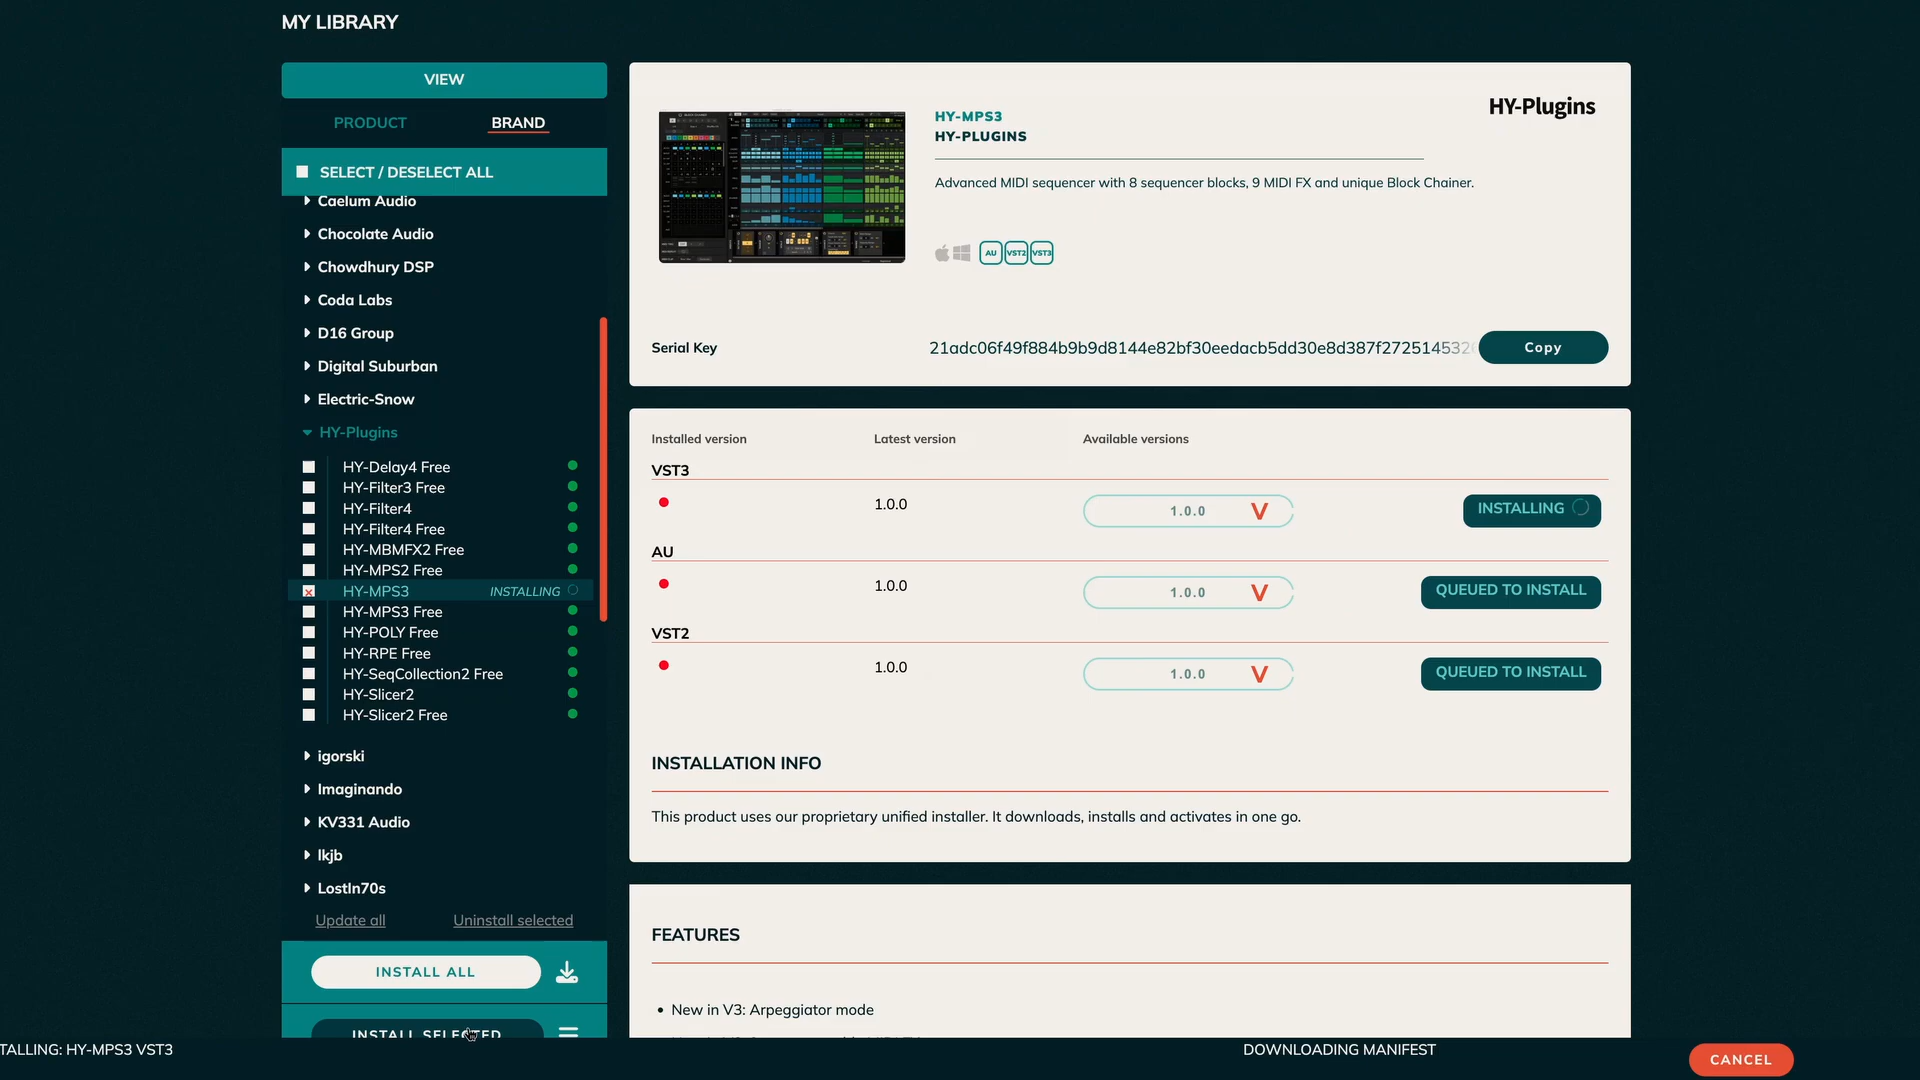 MY LIBRARY
VIEW
PRODUCT
BRAND
SELECT / DESELECT ALL
Caelum Audio
Chocolate Audio
Chowdhury DSP
Coda Labs
D16 Group
Digital Suburban
Electric-Snow
HY-Plugins
HY-Delay4 Free
HY-Filter3 Free
HY-Filter4
HY-Filter4 Free
HY-MBMFX2 Free
HY-MPS2 Free
HY-MPS3 INSTALLING
HY-MPS3 Free
HY-POLY Free
HY-RPE Free
HY-SeqCollection2 Free
HY-Slicer2
HY-Slicer2 Free
igorski
Imaginando
KV331 Audio
lkjb
LostIn70s
Update all
Uninstall selected
INSTALL ALL
INSTALL SELECTED
HY-Plugins
HY-MPS3
HY-PLUGINS
Advanced MIDI sequencer with 8 sequencer blocks, 9 MIDI FX and unique Block Chainer.
AU VST2 VST3
Serial Key
21adc06f49f884b9b9d8144e82bf30eedacb5dd30e8d387f27251453
Copy
Installed version
Latest version
Available versions
VST3
1.0.0
1.0.0
V
INSTALLING
AU
1.0.0
1.0.0
V
QUEUED TO INSTALL
VST2
1.0.0
1.0.0
V
QUEUED TO INSTALL
INSTALLATION INFO
This product uses our proprietary unified installer. It downloads, installs and activates in one go.
FEATURES
• New in V3: Arpeggiator mode
TALLING: HY-MPS3 VST3
DOWNLOADING MANIFEST
CANCEL